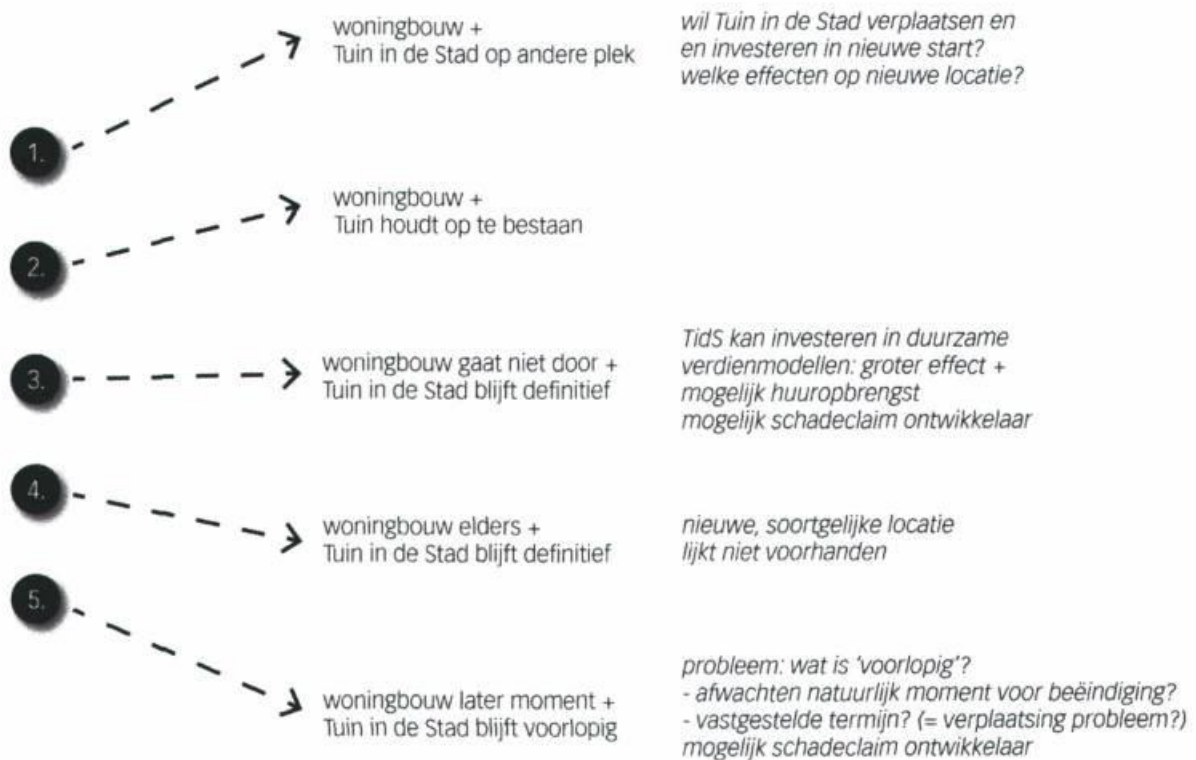 1.
woningbouw +
Tuin in de Stad op andere plek
wil Tuin in de Stad verplaatsen en
en investeren in nieuwe start?
welke effecten op nieuwe locatie?
2.
woningbouw +
Tuin houdt op te bestaan
3.
woningbouw gaat niet door +
Tuin in de Stad blijft definitief
TidS kan investeren in duurzame
verdienmodellen: groter effect +
mogelijk huuropbrengst
mogelijk schadeclaim ontwikkelaar
4.
woningbouw elders +
Tuin in de Stad blijft definitief
nieuwe, soortgelijke locatie
lijkt niet voorhanden
5.
woningbouw later moment +
Tuin in de Stad blijft voorlopig
probleem: wat is 'voorlopig'?
- afwachten natuurlijk moment voor beëindiging?
- vastgestelde termijn? (= verplaatsing probleem?)
mogelijk schadeclaim ontwikkelaar